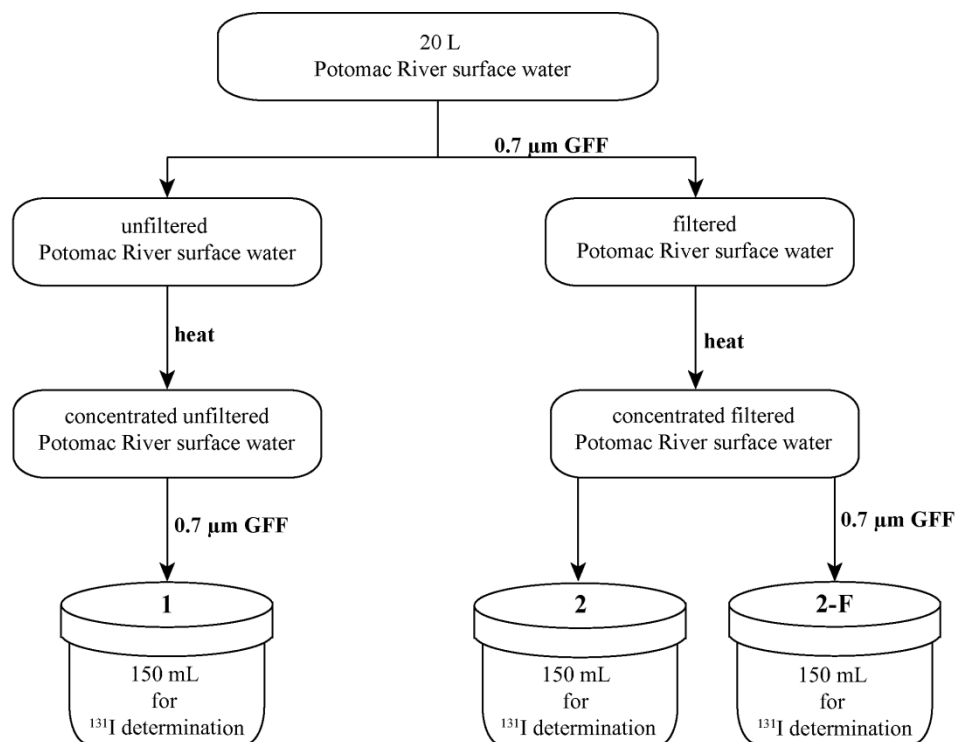 20 L
Potomac River surface water
0.7 µm GFF
unfiltered
Potomac River surface water
filtered
Potomac River surface water
heat
heat
concentrated unfiltered
Potomac River surface water
concentrated filtered
Potomac River surface water
0.7 µm GFF
0.7 µm GFF
1
2
2-F
150 mL
for
¹³¹I determination
150 mL
for
¹³¹I determination
150 mL
for
¹³¹I determination